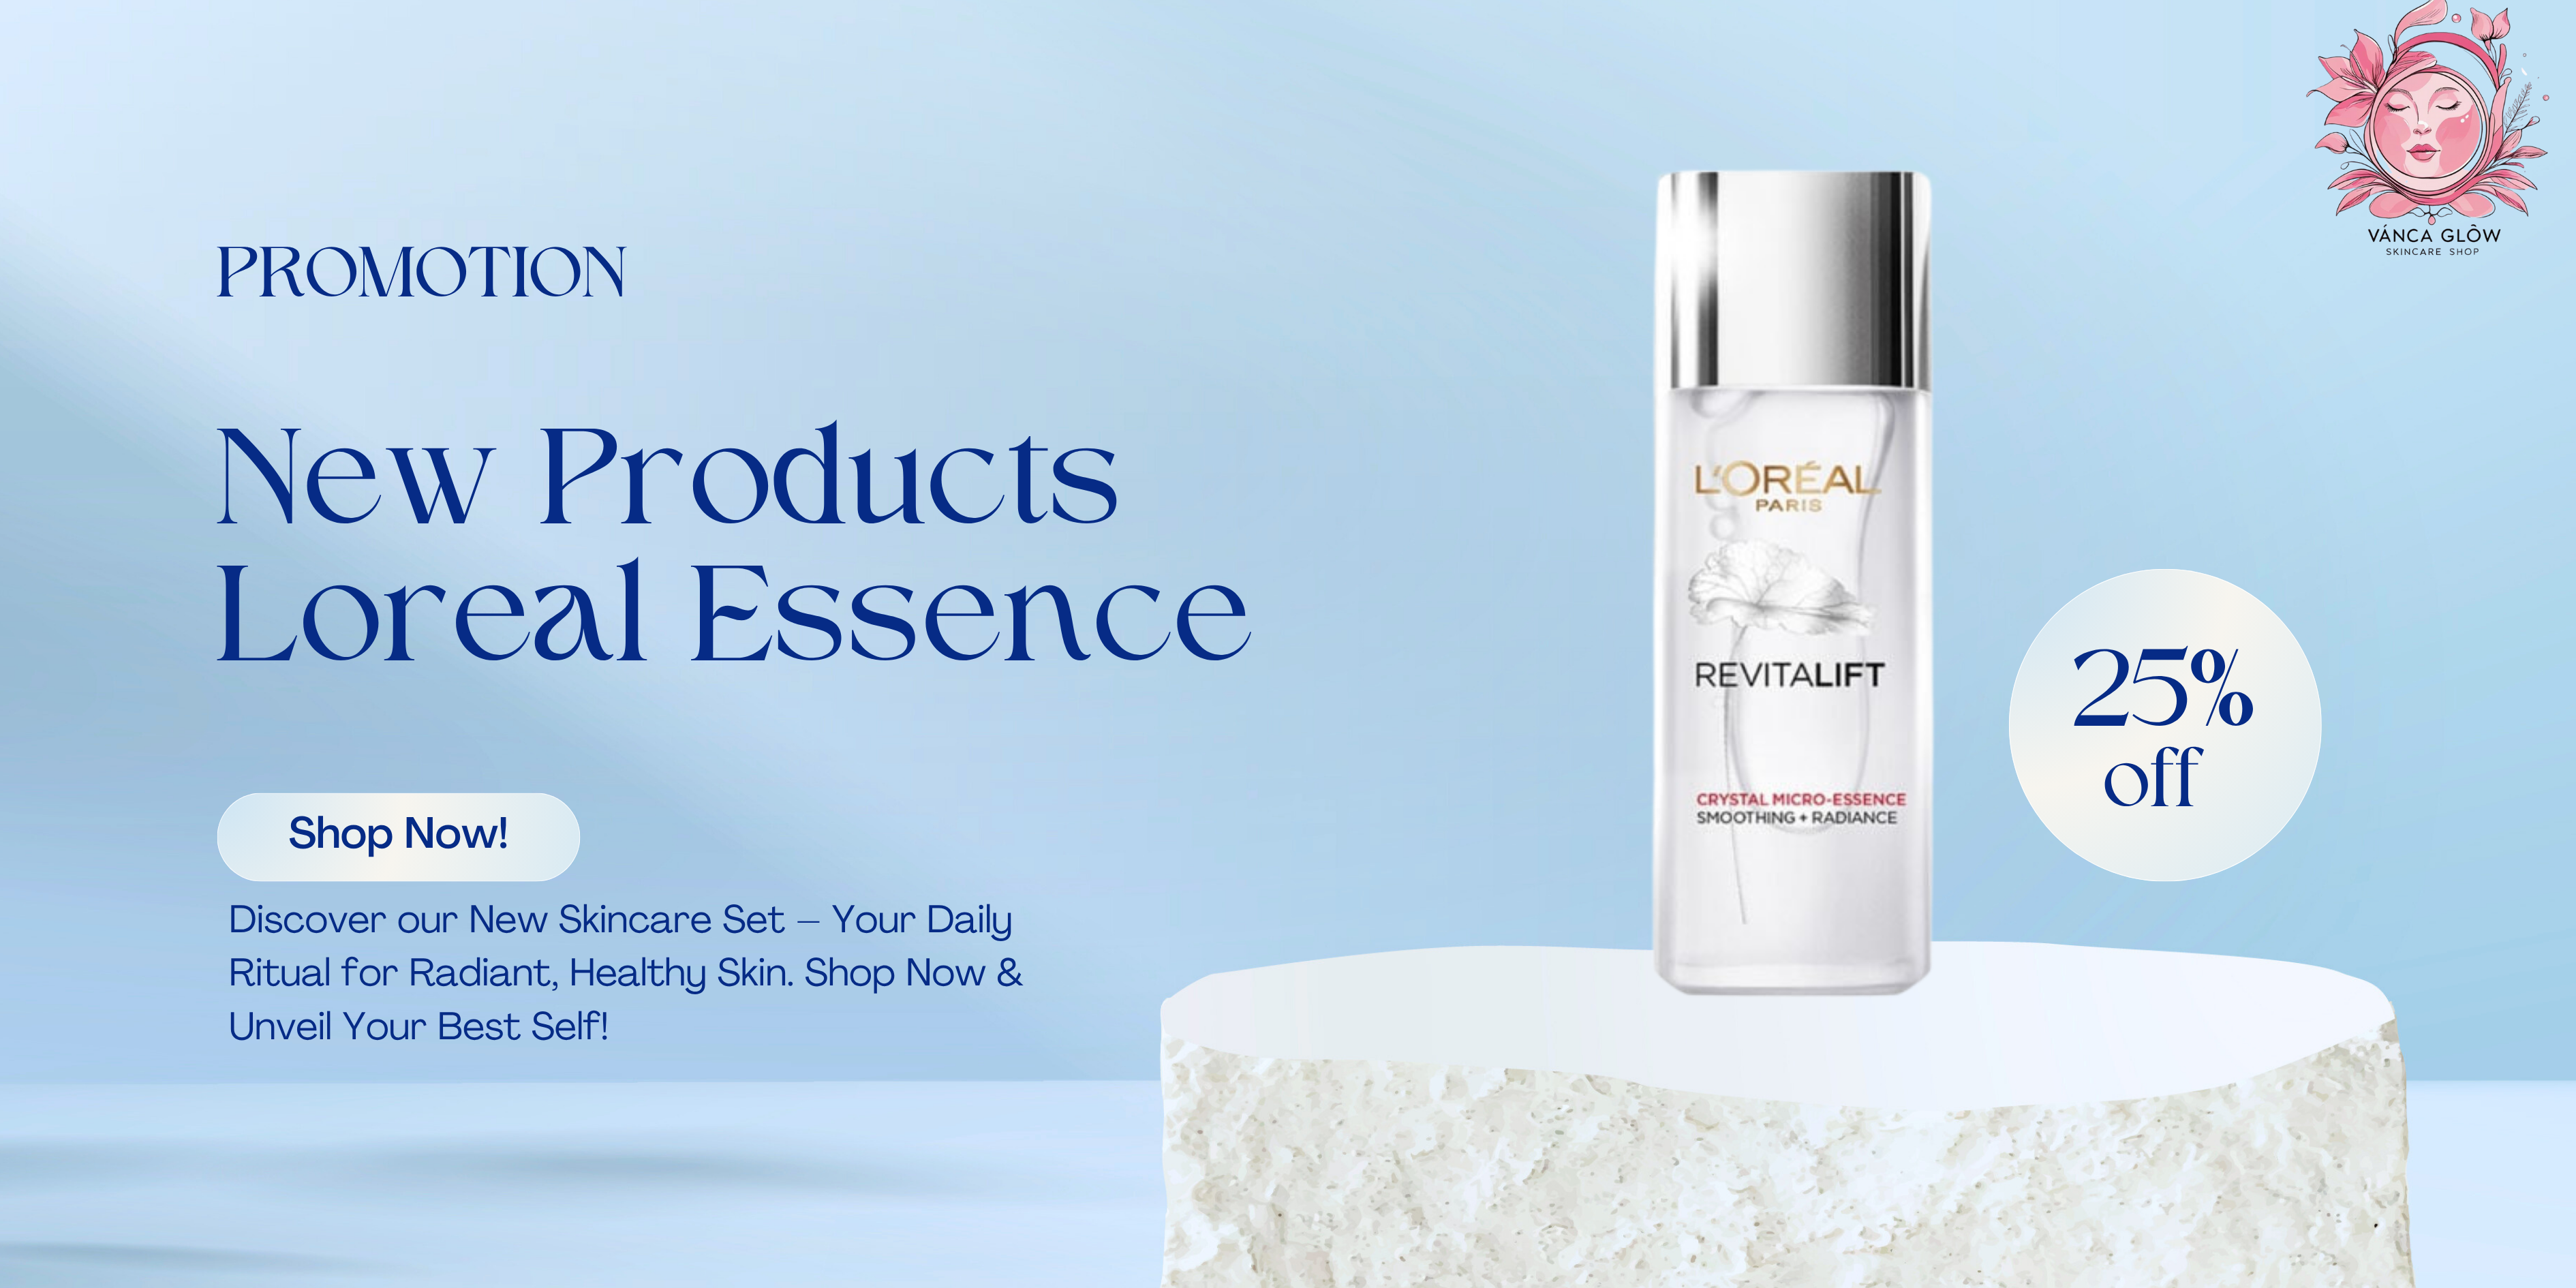 PROMOTION
New Products
Loreal Essence
Shop Now!
Discover our New Skincare Set – Your Daily
Ritual for Radiant, Healthy Skin. Shop Now &
Unveil Your Best Self!
L'ORÉAL
PARIS
REVITALIFT
CRYSTAL MICRO-ESSENCE
SMOOTHING + RADIANCE
25%
off
VÁNCA GLÔW
SKINCARE SHOP